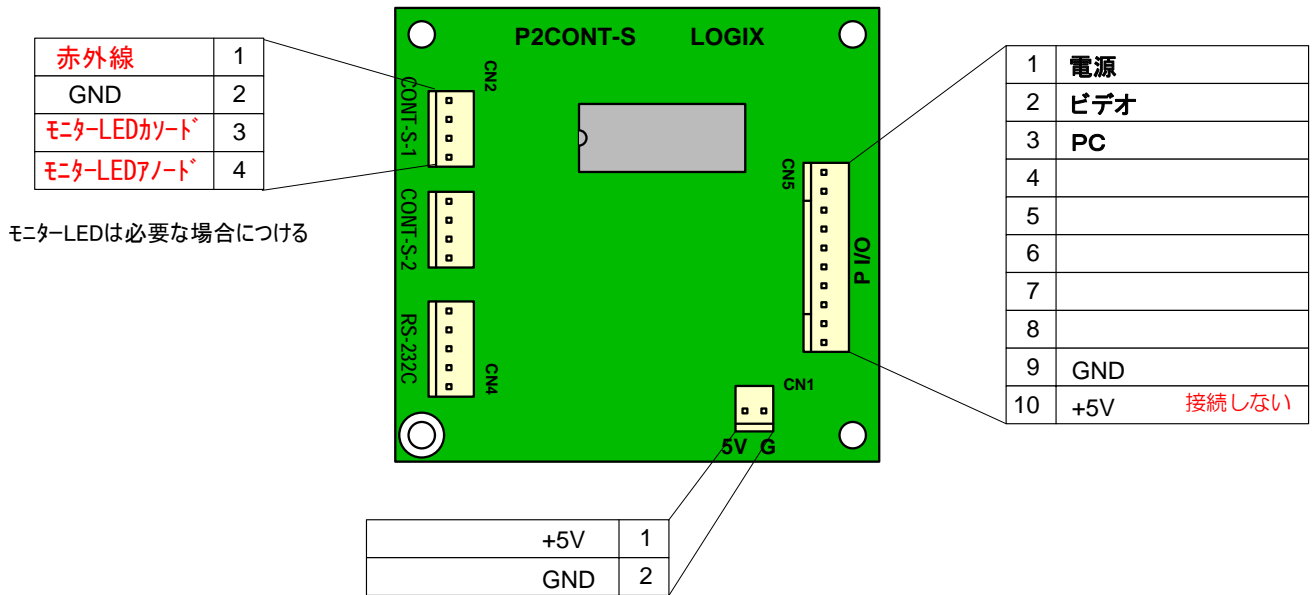 P2CONT-S LOGIX
赤外線 1
GND 2
ﾓﾆﾀｰLEDｶｿｰﾄﾞ 3
ﾓﾆﾀｰLEDｱﾉｰﾄﾞ 4
ﾓﾆﾀｰLEDは必要な場合につける
CN2
CONT-S-1
CONT-S-2
RS-232C
CN4
CN5
P I/O
CN1
5V G
1 電源
2 ビデオ
3 PC
4
5
6
7
8
9 GND
10 +5V 接続しない
+5V 1
GND 2